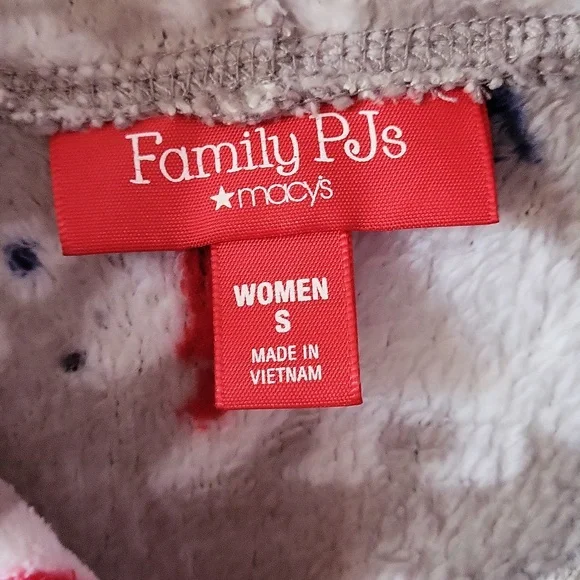 Family PJs
★macy's
WOMEN
S
MADE IN
VIETNAM